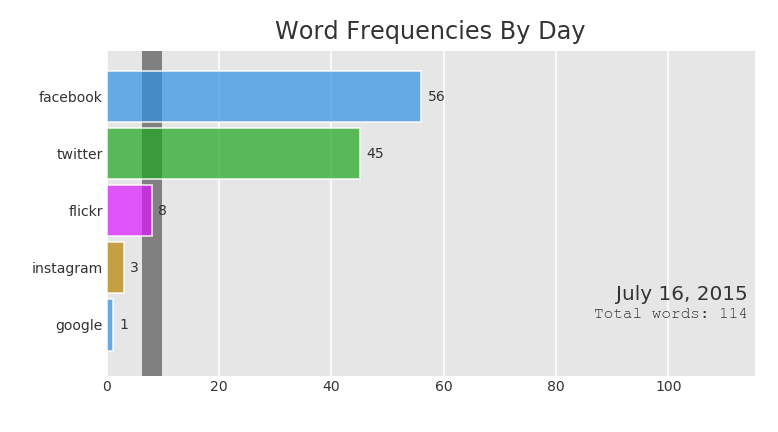 Word Frequencies By Day
facebook 56
twitter 45
flickr 8
instagram 3
google 1
July 16, 2015
Total words: 114
0 20 40 60 80 100